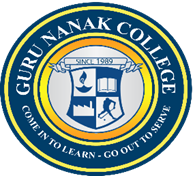 GURU NANAK COLLEGE
SINCE 1989
COME IN TO LEARN - GO OUT TO SERVE